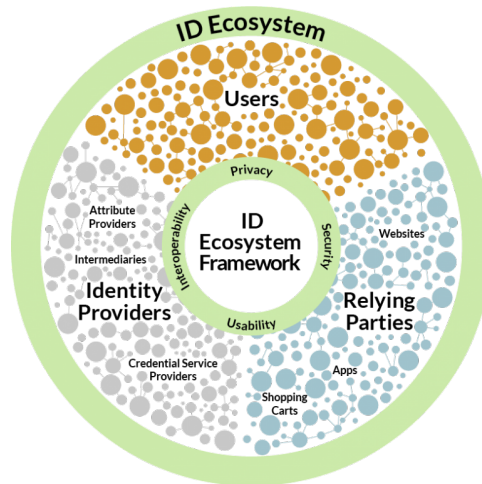 ID Ecosystem
Users
Privacy
Interoperability
Security
Usability
ID
Ecosystem
Framework
Attribute
Providers
Intermediaries
Identity
Providers
Credential Service
Providers
Websites
Relying
Parties
Apps
Shopping
Carts